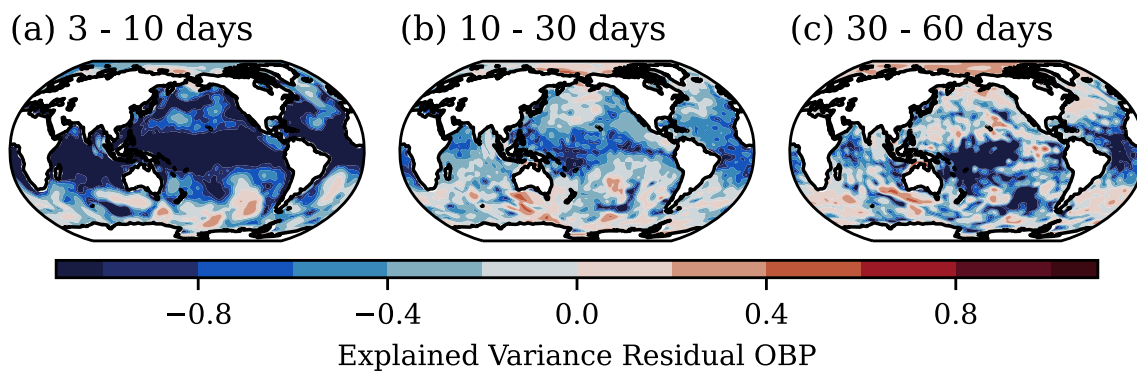 (a) 3 - 10 days (b) 10 - 30 days (c) 30 - 60 days
−0.8 −0.4 0.0 0.4 0.8
Explained Variance Residual OBP